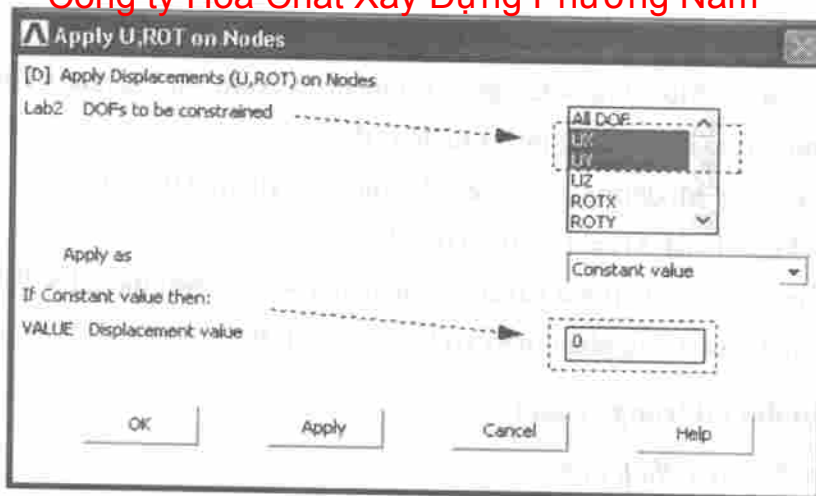 Công ty Hóa Chất Xây Dựng Phương Nam
Apply U,ROT on Nodes
[D] Apply Displacements (U,ROT) on Nodes
Lab2 DOFs to be constrained
All DOF
UX
UY
UZ
ROTX
ROTY
Apply as
Constant value
If Constant value then:
VALUE Displacement value
0
OK
Apply
Cancel
Help